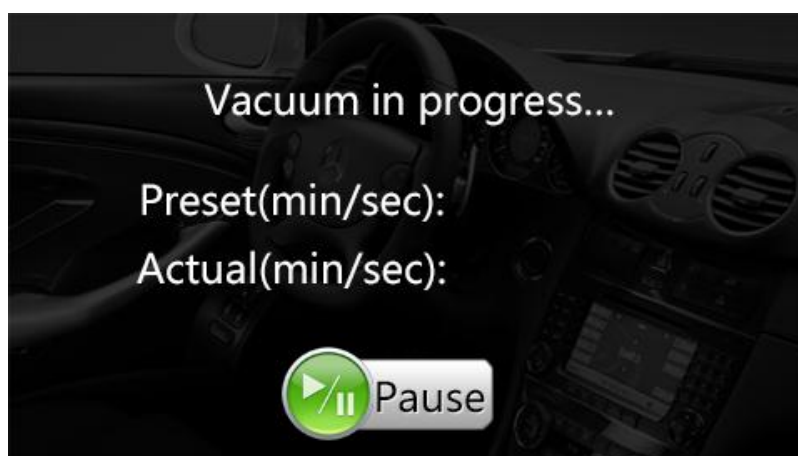 Vacuum in progress...
Preset(min/sec):
Actual(min/sec):
Pause